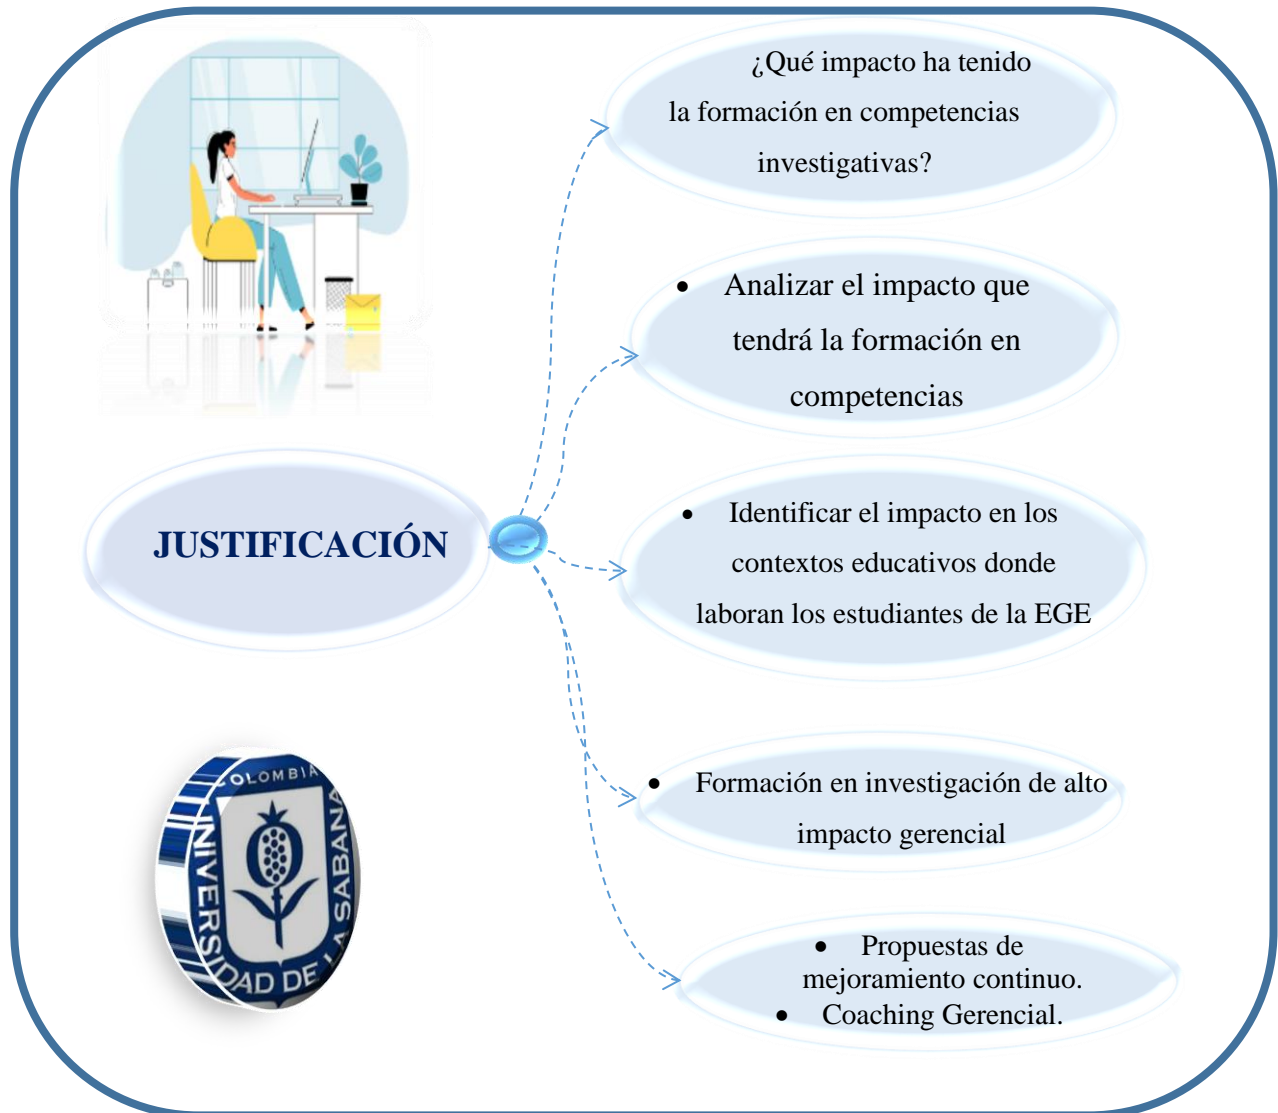 ¿Qué impacto ha tenido
la formación en competencias
investigativas?
• Analizar el impacto que
tendrá la formación en
competencias
JUSTIFICACIÓN
• Identificar el impacto en los
contextos educativos donde
laboran los estudiantes de la EGE
• Formación en investigación de alto
impacto gerencial
COLOMBIA
UNIVERSIDAD DE LA SABANA
• Propuestas de
mejoramiento continuo.
• Coaching Gerencial.